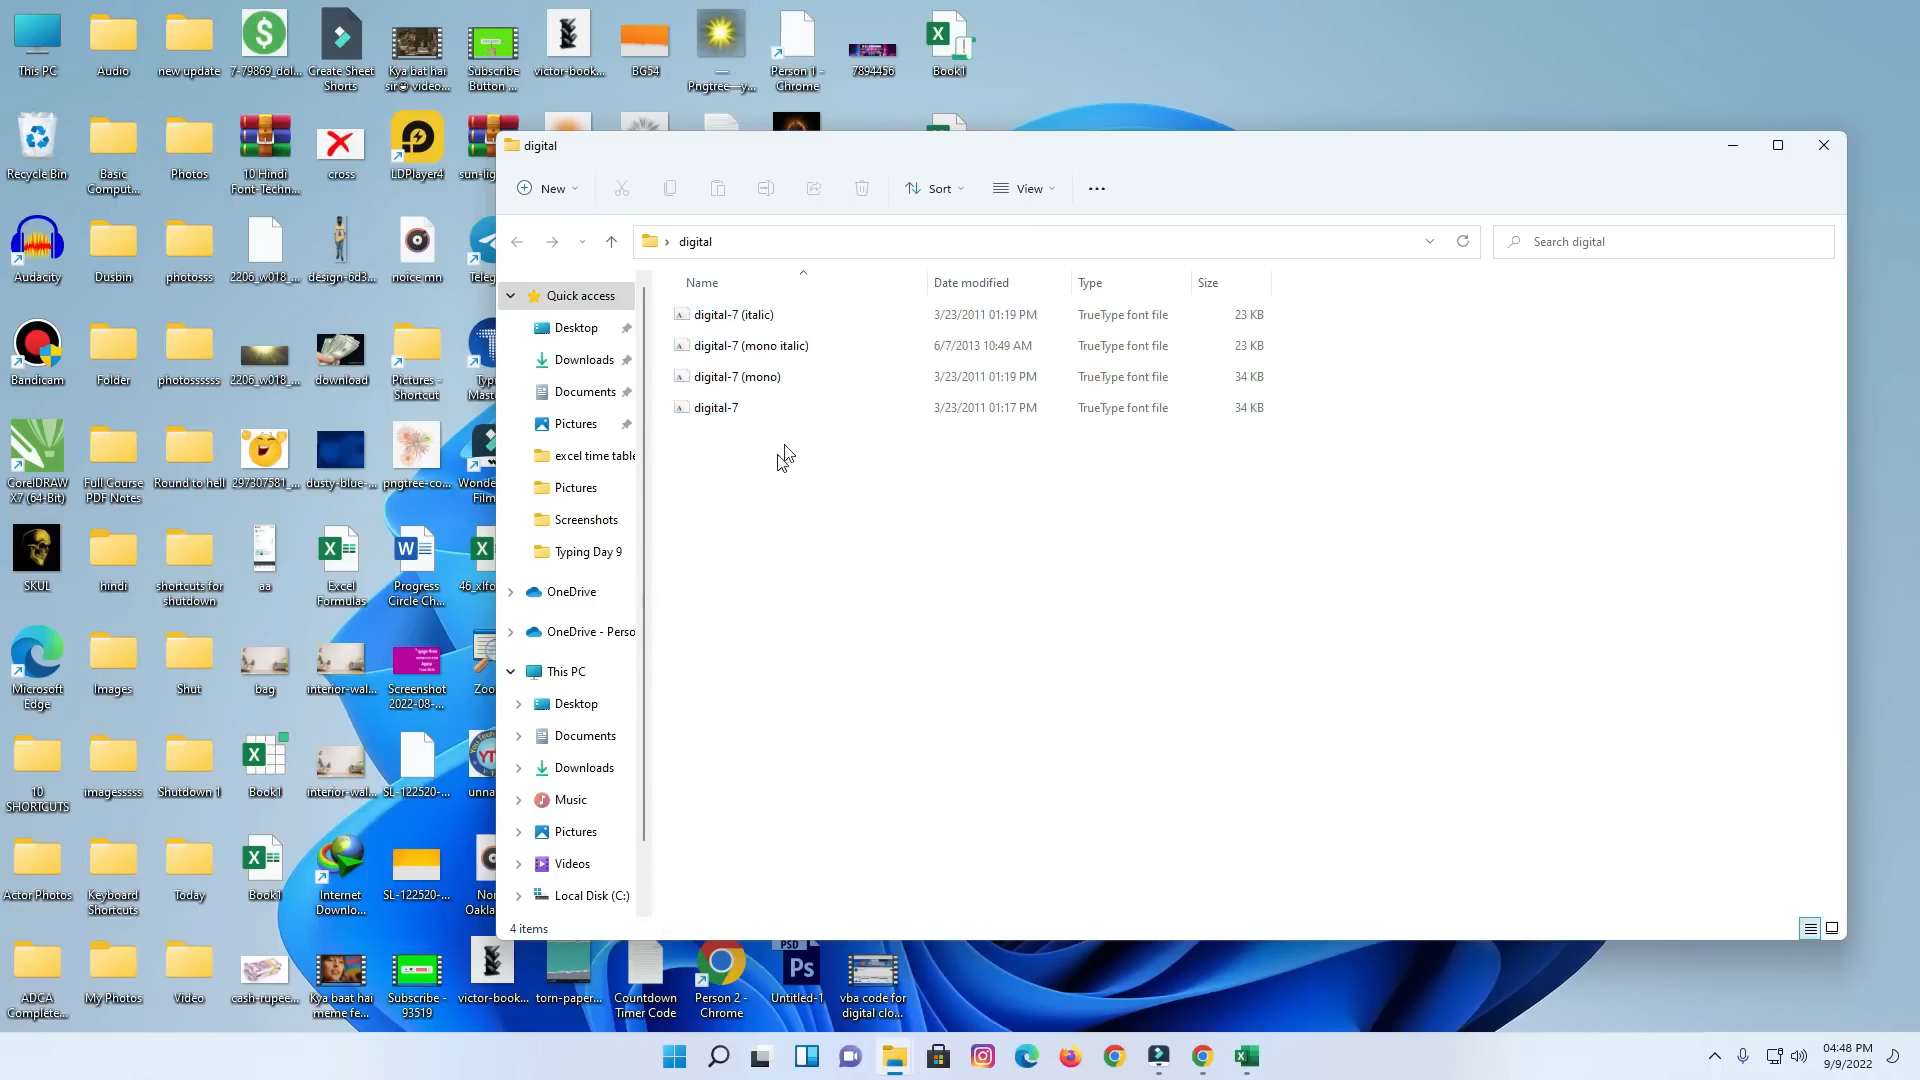 This PC
Audio
new update
7-79869_dol...
Create Sheet
Shorts
Kya bat hai
sir😀 video...
Subscribe
Button ...
victor-book...
BG54
—
Pngtree—y...
Person 1 -
Chrome
7894456
Book1
Recycle Bin
Basic
Comput...
Photos
10 Hindi
Font-Techn...
cross
LDPlayer4
sun-lig
Audacity
Dusbin
photosss
2206_w018_...
design-6d3...
noice mn
Teleg
Bandicam
Folder
photossssss
2206_w018_...
download
Pictures -
Shortcut
Typi
Maste
CorelDRAW
X7 (64-Bit)
Full Course
PDF Notes
Round to hell
297307581_...
dusty-blue-...
pngtree-co...
Wonde
Film
SKUL
hindi
shortcuts for
shutdown
aa
Excel
Formulas
Progress
Circle Ch...
46_xlfo
Microsoft
Edge
Images
Shut
bag
interior-wal...
Screenshot
2022-08-...
Zoo
10
SHORTCUTS
imagesssss
Shutdown 1
Book1
interior-wal...
SL-122520-...
unna
Actor Photos
Keyboard
Shortcuts
Today
Book1
Internet
Downlo...
SL-122520-...
Nor
Oakla
ADCA
Complete...
My Photos
Video
cash-rupee...
Kya baat hai
meme fe...
Subscribe -
93519
victor-book...
torn-paper...
Countdown
Timer Code
Person 2 -
Chrome
PSD
Ps
Untitled-1
vba code for
digital clo...
digital
New
Sort
View
digital
Search digital
Quick access
Desktop
Downloads
Documents
Pictures
excel time table
Pictures
Screenshots
Typing Day 9
OneDrive
OneDrive - Perso
This PC
Desktop
Documents
Downloads
Music
Pictures
Videos
Local Disk (C:)
Name Date modified Type Size
digital-7 (italic) 3/23/2011 01:19 PM TrueType font file 23 KB
digital-7 (mono italic) 6/7/2013 10:49 AM TrueType font file 23 KB
digital-7 (mono) 3/23/2011 01:19 PM TrueType font file 34 KB
digital-7 3/23/2011 01:17 PM TrueType font file 34 KB
4 items
04:48 PM
9/9/2022